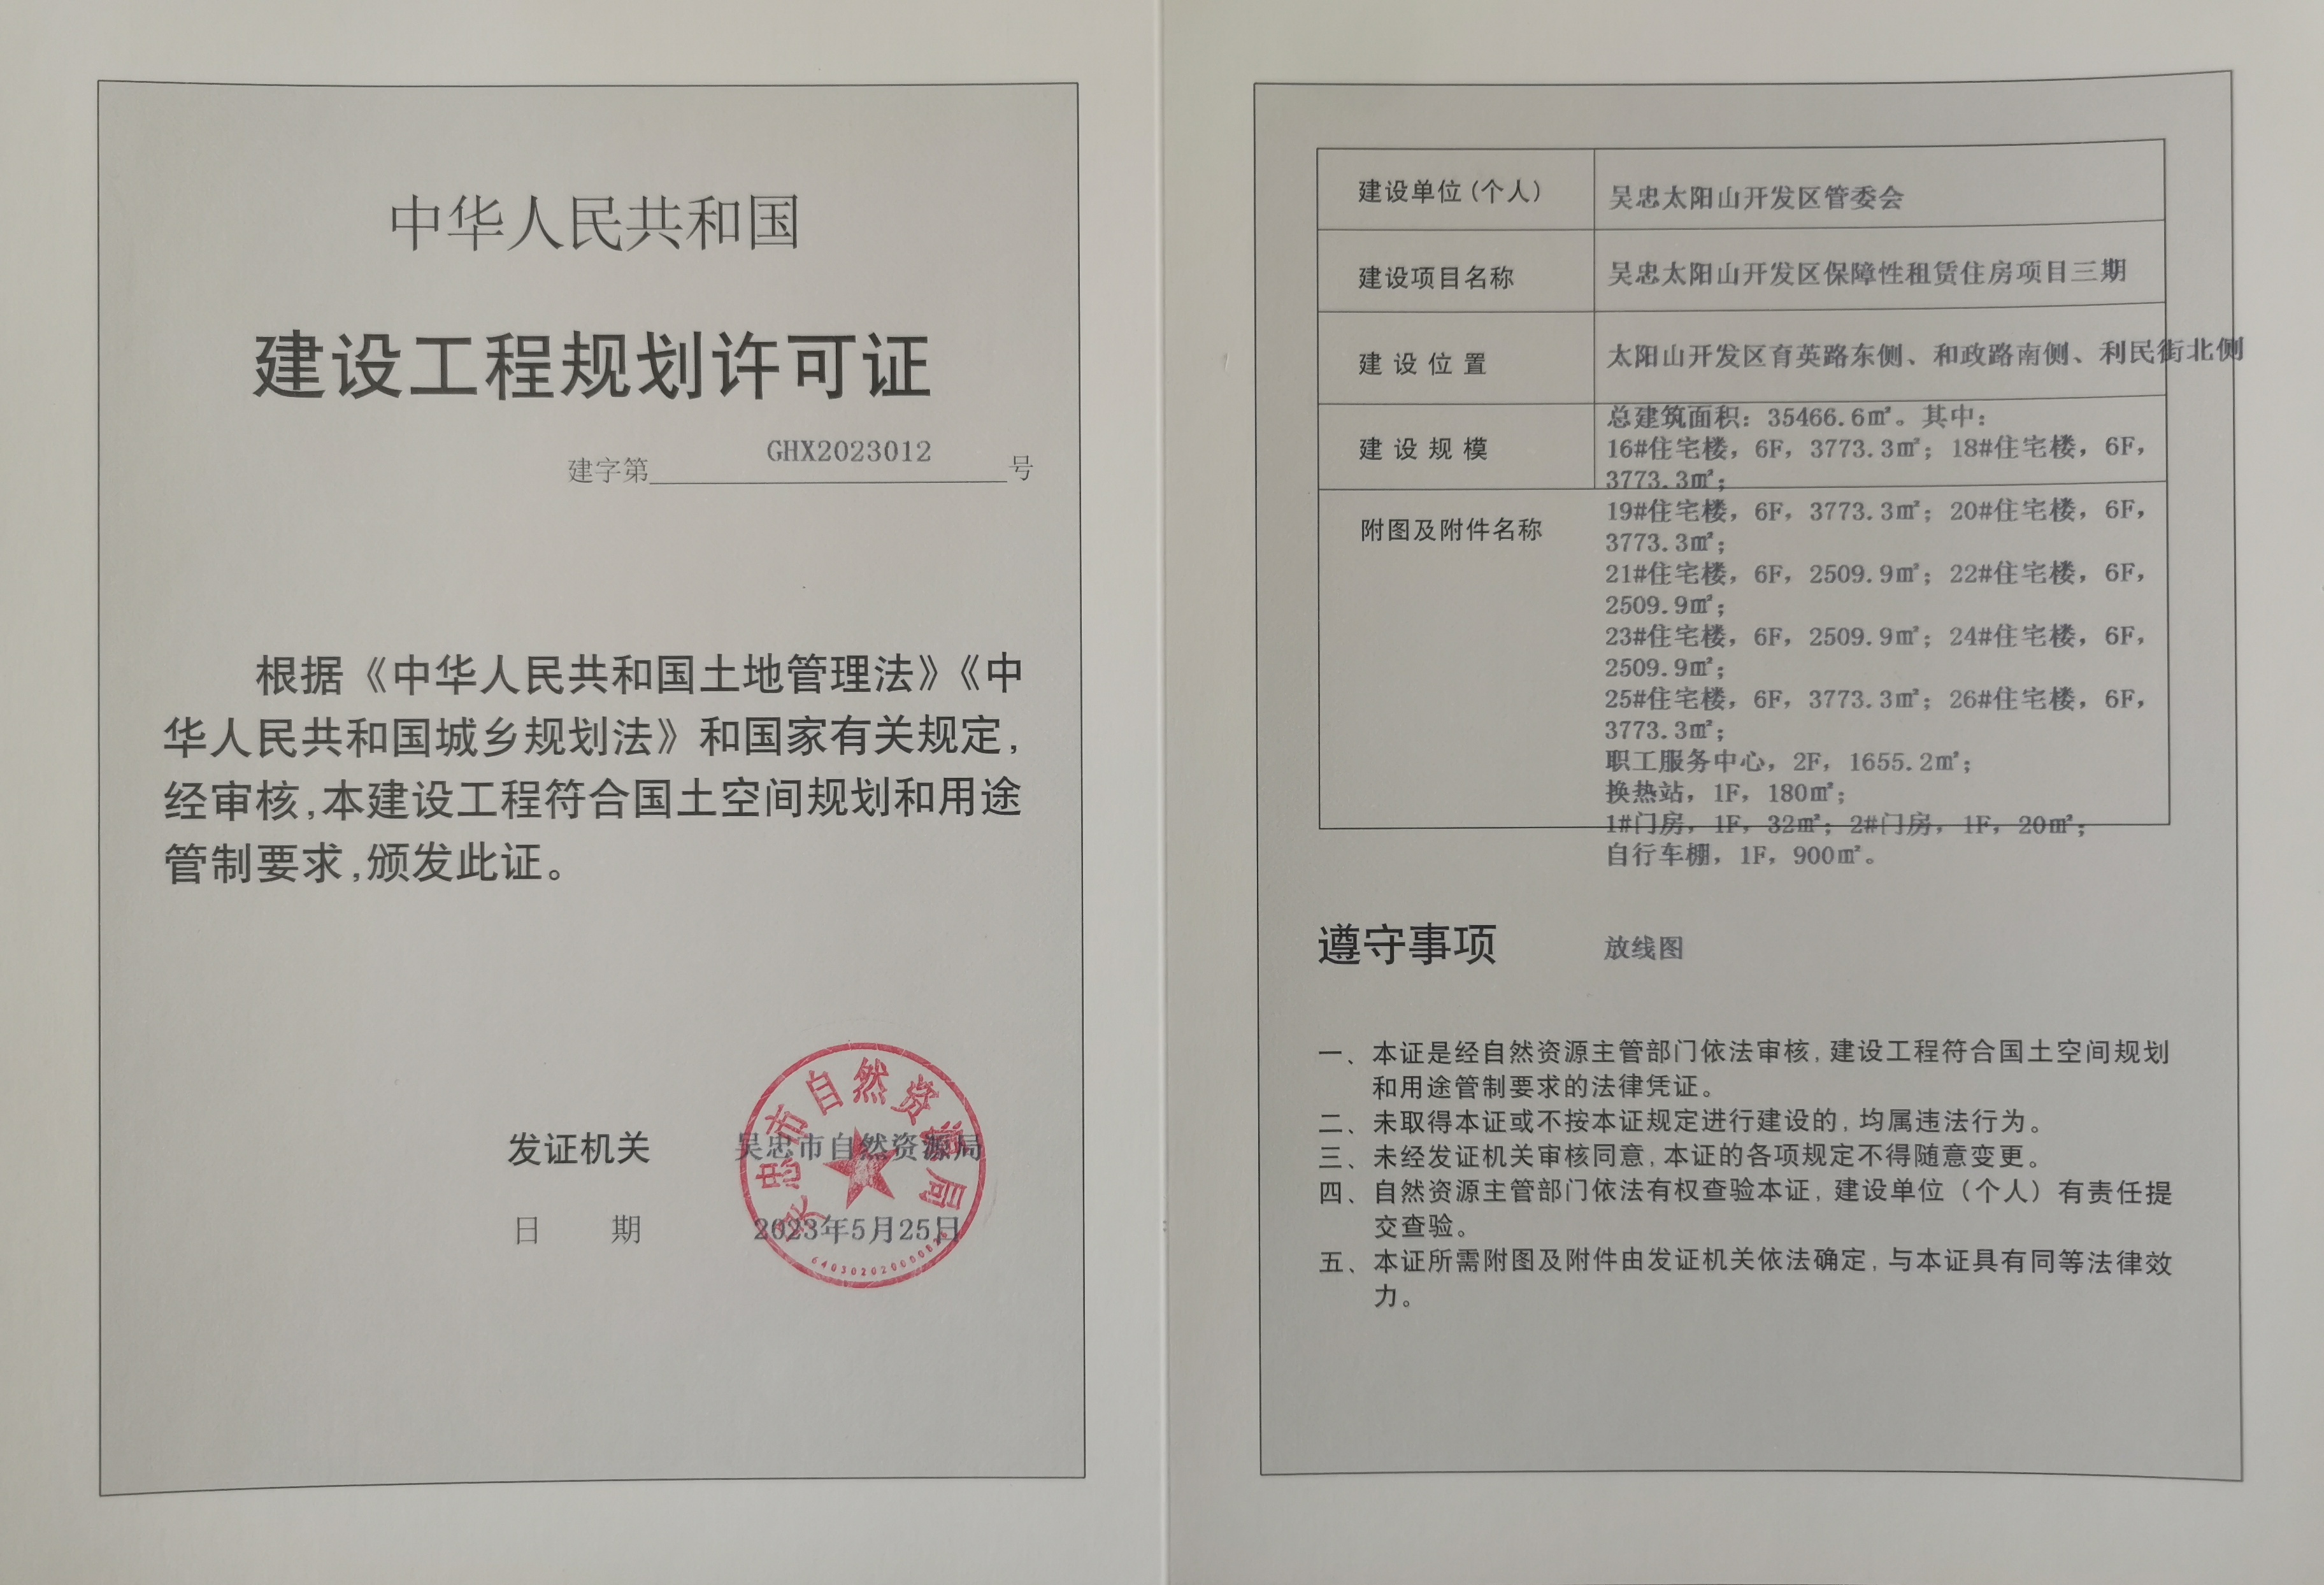 中华人民共和国
建设工程规划许可证
建字第 GHX2023012 号
根据《中华人民共和国土地管理法》《中
华人民共和国城乡规划法》和国家有关规定,
经审核,本建设工程符合国土空间规划和用途
管制要求,颁发此证。
发证机关 吴忠市自然资源局
日 期 2023年5月25日
吴忠市自然资源局
建设单位(个人) 吴忠太阳山开发区管委会
建设项目名称 吴忠太阳山开发区保障性租赁住房项目三期
建设位置 太阳山开发区育英路东侧、和政路南侧、利民街北侧
建设规模
总建筑面积：35466.6㎡。其中：
16#住宅楼，6F，3773.3㎡；18#住宅楼，6F，
3773.3㎡；
附图及附件名称
19#住宅楼，6F，3773.3㎡；20#住宅楼，6F，
3773.3㎡；
21#住宅楼，6F，2509.9㎡；22#住宅楼，6F，
2509.9㎡；
23#住宅楼，6F，2509.9㎡；24#住宅楼，6F，
2509.9㎡；
25#住宅楼，6F，3773.3㎡；26#住宅楼，6F，
3773.3㎡；
职工服务中心，2F，1655.2㎡；
换热站，1F，180㎡；
1#门房，1F，32㎡；2#门房，1F，20㎡；
自行车棚，1F，900㎡。
遵守事项 放线图
一、本证是经自然资源主管部门依法审核,建设工程符合国土空间规划
和用途管制要求的法律凭证。
二、未取得本证或不按本证规定进行建设的,均属违法行为。
三、未经发证机关审核同意,本证的各项规定不得随意变更。
四、自然资源主管部门依法有权查验本证,建设单位（个人）有责任提
交查验。
五、本证所需附图及附件由发证机关依法确定,与本证具有同等法律效
力。